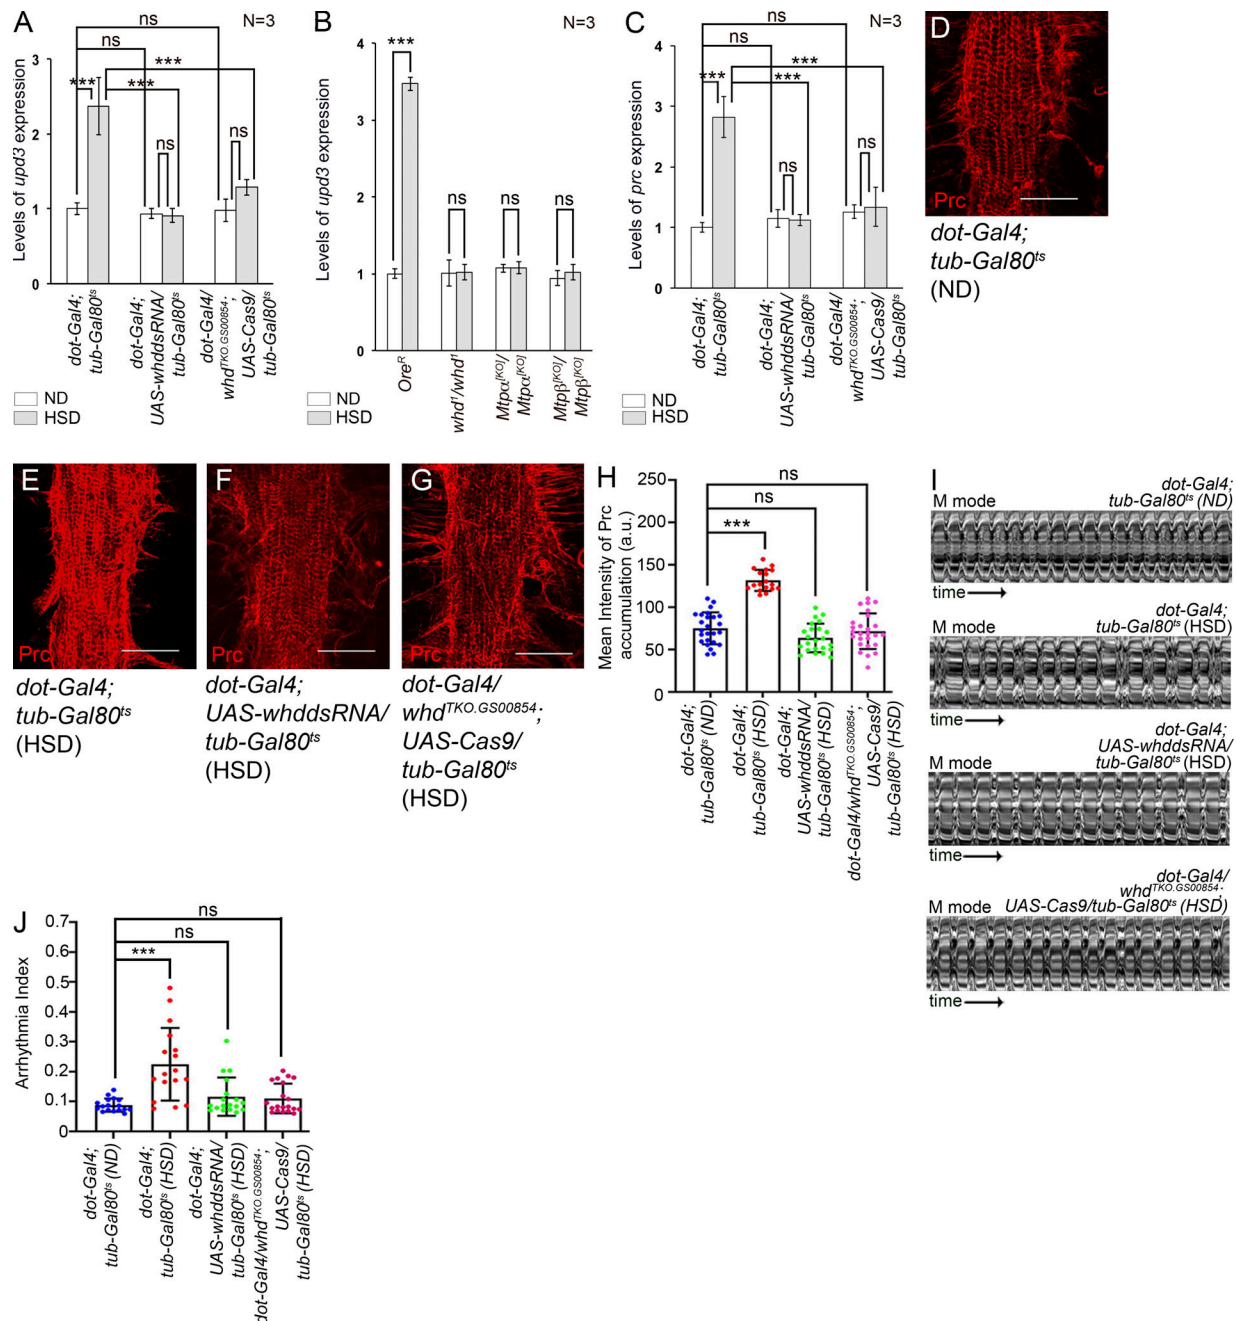 A
N=3
ns
ns
***
***
***
ns
ns
Levels of upd3 expression
3
2
1
0
dot-Gal4;
tub-Gal80ts
dot-Gal4;
UAS-whddsRNA/
tub-Gal80ts
dot-Gal4/
whdTKO.GS00854;
UAS-Cas9/
tub-Gal80ts
ND
HSD
B
N=3
***
ns
ns
ns
Levels of upd3 expression
4
3
2
1
0
OreR
whd1/whd1
Mtpα[KO]/
Mtpα[KO]
Mtpβ[KO]/
Mtpβ[KO]
ND
HSD
C
N=3
ns
ns
***
***
***
ns
ns
Levels of prc expression
4
3
2
1
0
dot-Gal4;
tub-Gal80ts
dot-Gal4;
UAS-whddsRNA/
tub-Gal80ts
dot-Gal4/
whdTKO.GS00854;
UAS-Cas9/
tub-Gal80ts
ND
HSD
D
Prc
dot-Gal4;
tub-Gal80ts
(ND)
E
Prc
dot-Gal4;
tub-Gal80ts
(HSD)
F
Prc
dot-Gal4;
UAS-whddsRNA/
tub-Gal80ts
(HSD)
G
Prc
dot-Gal4/
whdTKO.GS00854;
UAS-Cas9/
tub-Gal80ts
(HSD)
H
ns
ns
***
Mean Intensity of Prc
accumulation (a.u.)
250
200
150
100
50
0
dot-Gal4;
tub-Gal80ts (ND)
dot-Gal4;
tub-Gal80ts (HSD)
dot-Gal4;
UAS-whddsRNA/
tub-Gal80ts (HSD)
dot-Gal4/whdTKO.GS00854;
UAS-Cas9/
tub-Gal80ts (HSD)
I
dot-Gal4;
M mode tub-Gal80ts (ND)
time
dot-Gal4;
M mode tub-Gal80ts (HSD)
time
dot-Gal4;
UAS-whddsRNA/
M mode tub-Gal80ts (HSD)
time
dot-Gal4/
whdTKO.GS00854;
M mode UAS-Cas9/tub-Gal80ts (HSD)
time
J
ns
ns
***
Arrhythmia Index
0.7
0.6
0.5
0.4
0.3
0.2
0.1
0
dot-Gal4;
tub-Gal80ts (ND)
dot-Gal4;
tub-Gal80ts (HSD)
dot-Gal4;
UAS-whddsRNA/
tub-Gal80ts (HSD)
dot-Gal4/whdTKO.GS00854;
UAS-Cas9/
tub-Gal80ts (HSD)